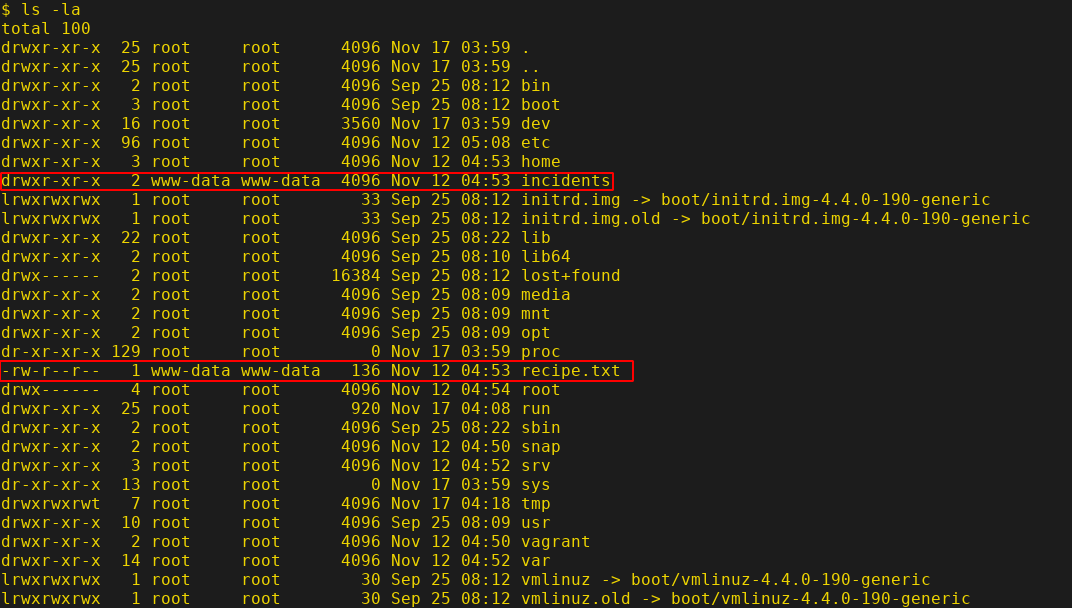 $ ls -la
total 100
drwxr-xr-x  25 root     root      4096 Nov 17 03:59 .
drwxr-xr-x  25 root     root      4096 Nov 17 03:59 ..
drwxr-xr-x   2 root     root      4096 Sep 25 08:12 bin
drwxr-xr-x   3 root     root      4096 Sep 25 08:12 boot
drwxr-xr-x  16 root     root      3560 Nov 17 03:59 dev
drwxr-xr-x  96 root     root      4096 Nov 12 05:08 etc
drwxr-xr-x   3 root     root      4096 Nov 12 04:53 home
drwxr-xr-x   2 www-data www-data  4096 Nov 12 04:53 incidents
lrwxrwxrwx   1 root     root        33 Sep 25 08:12 initrd.img -> boot/initrd.img-4.4.0-190-generic
lrwxrwxrwx   1 root     root        33 Sep 25 08:12 initrd.img.old -> boot/initrd.img-4.4.0-190-generic
drwxr-xr-x  22 root     root      4096 Sep 25 08:22 lib
drwxr-xr-x   2 root     root      4096 Sep 25 08:10 lib64
drwx------   2 root     root     16384 Sep 25 08:12 lost+found
drwxr-xr-x   2 root     root      4096 Sep 25 08:09 media
drwxr-xr-x   2 root     root      4096 Sep 25 08:09 mnt
drwxr-xr-x   2 root     root      4096 Sep 25 08:09 opt
dr-xr-xr-x 129 root     root         0 Nov 17 03:59 proc
-rw-r--r--   1 www-data www-data   136 Nov 12 04:53 recipe.txt
drwx------   4 root     root      4096 Nov 12 04:54 root
drwxr-xr-x  25 root     root       920 Nov 17 04:08 run
drwxr-xr-x   2 root     root      4096 Sep 25 08:22 sbin
drwxr-xr-x   2 root     root      4096 Nov 12 04:50 snap
drwxr-xr-x   3 root     root      4096 Nov 12 04:52 srv
dr-xr-xr-x  13 root     root         0 Nov 17 03:59 sys
drwxrwxrwt   7 root     root      4096 Nov 17 04:18 tmp
drwxr-xr-x  10 root     root      4096 Sep 25 08:09 usr
drwxr-xr-x   2 root     root      4096 Nov 12 04:50 vagrant
drwxr-xr-x  14 root     root      4096 Nov 12 04:52 var
lrwxrwxrwx   1 root     root        30 Sep 25 08:12 vmlinuz -> boot/vmlinuz-4.4.0-190-generic
lrwxrwxrwx   1 root     root        30 Sep 25 08:12 vmlinuz.old -> boot/vmlinuz-4.4.0-190-generic